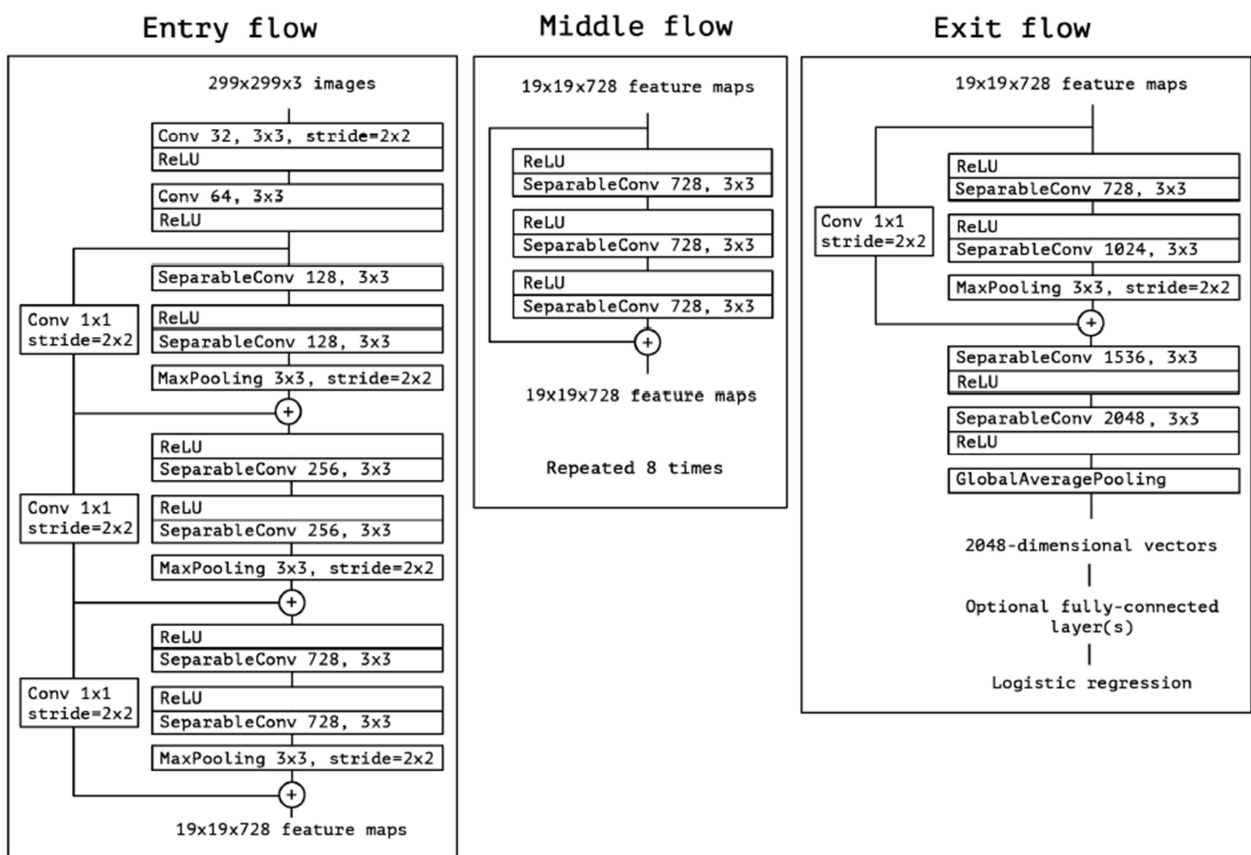 Entry flow
299x299x3 images
Conv 32, 3x3, stride=2x2
ReLU
Conv 64, 3x3
ReLU
SeparableConv 128, 3x3
Conv 1x1
stride=2x2
ReLU
SeparableConv 128, 3x3
MaxPooling 3x3, stride=2x2
+
ReLU
SeparableConv 256, 3x3
Conv 1x1
stride=2x2
ReLU
SeparableConv 256, 3x3
MaxPooling 3x3, stride=2x2
+
ReLU
SeparableConv 728, 3x3
Conv 1x1
stride=2x2
ReLU
SeparableConv 728, 3x3
MaxPooling 3x3, stride=2x2
+
19x19x728 feature maps
Middle flow
19x19x728 feature maps
ReLU
SeparableConv 728, 3x3
ReLU
SeparableConv 728, 3x3
ReLU
SeparableConv 728, 3x3
+
19x19x728 feature maps
Repeated 8 times
Exit flow
19x19x728 feature maps
ReLU
SeparableConv 728, 3x3
Conv 1x1
stride=2x2
ReLU
SeparableConv 1024, 3x3
MaxPooling 3x3, stride=2x2
+
SeparableConv 1536, 3x3
ReLU
SeparableConv 2048, 3x3
ReLU
GlobalAveragePooling
2048-dimensional vectors
Optional fully-connected
layer(s)
Logistic regression